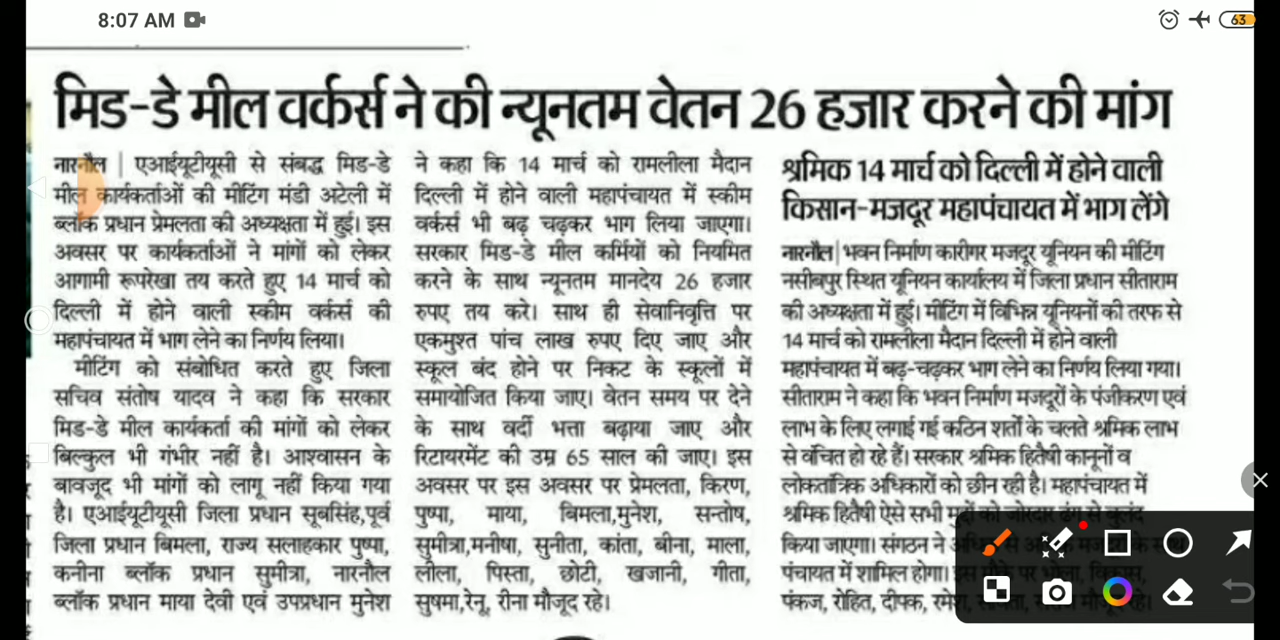 8:07 AM
63
मिड-डे मील वर्कर्स ने की न्यूनतम वेतन 26 हजार करने की मांग
नारनौल | एआईयूटीयूसी से संबद्ध मिड-डे
मील कार्यकर्ताओं की मीटिंग मंडी अटेली में
ब्लॉक प्रधान प्रेमलता की अध्यक्षता में हुई। इस
अवसर पर कार्यकर्ताओं ने मांगों को लेकर
आगामी रूपरेखा तय करते हुए 14 मार्च को
दिल्ली में होने वाली स्कीम वर्कर्स की
महापंचायत में भाग लेने का निर्णय लिया।
मीटिंग को संबोधित करते हुए जिला
सचिव संतोष यादव ने कहा कि सरकार
मिड-डे मील कार्यकर्ता की मांगों को लेकर
बिल्कुल भी गंभीर नहीं है। आश्वासन के
बावजूद भी मांगों को लागू नहीं किया गया
है। एआईयूटीयूसी जिला प्रधान सूबसिंह,पूर्व
जिला प्रधान बिमला, राज्य सलाहकार पुष्पा,
कनीना ब्लॉक प्रधान सुमीत्रा, नारनौल
ब्लॉक प्रधान माया देवी एवं उपप्रधान मुनेश
ने कहा कि 14 मार्च को रामलीला मैदान
दिल्ली में होने वाली महापंचायत में स्कीम
वर्कर्स भी बढ़ चढ़कर भाग लिया जाएगा।
सरकार मिड-डे मील कर्मियों को नियमित
करने के साथ न्यूनतम मानदेय 26 हजार
रुपए तय करे। साथ ही सेवानिवृत्ति पर
एकमुश्त पांच लाख रुपए दिए जाए और
स्कूल बंद होने पर निकट के स्कूलों में
समायोजित किया जाए। वेतन समय पर देने
के साथ वर्दी भत्ता बढ़ाया जाए और
रिटायरमेंट की उम्र 65 साल की जाए। इस
अवसर पर इस अवसर पर प्रेमलता, किरण,
पुष्पा, माया, बिमला,मुनेश, सन्तोष,
सुमीत्रा,मनीषा, सुनीता, कांता, बीना, माला,
लीला, पिस्ता, छोटी, खजानी, गीता,
सुषमा,रेनू, रीना मौजूद रहे।
श्रमिक 14 मार्च को दिल्ली में होने वाली
किसान-मजदूर महापंचायत में भाग लेंगे
नारनौल | भवन निर्माण कारीगर मजदूर यूनियन की मीटिंग
नसीबपुर स्थित यूनियन कार्यालय में जिला प्रधान सीताराम
की अध्यक्षता में हुई। मीटिंग में विभिन्न यूनियनों की तरफ से
14 मार्च को रामलीला मैदान दिल्ली में होने वाली
महापंचायत में बढ़-चढ़कर भाग लेने का निर्णय लिया गया।
सीताराम ने कहा कि भवन निर्माण मजदूरों के पंजीकरण एवं
लाभ के लिए लगाई गई कठिन शर्तों के चलते श्रमिक लाभ
से वंचित हो रहे हैं। सरकार श्रमिक हितैषी कानूनों व
लोकतांत्रिक अधिकारों को छीन रही है। महापंचायत में
श्रमिक हितैषी ऐसे सभी मुद्दों को जोरदार ढंग से बुलंद
किया जाएगा। संगठन ने
पंचायत में शामिल होगा। इस मौके पर भोला, विकास,
पंकज, रोहित, दीपक, रमेश,